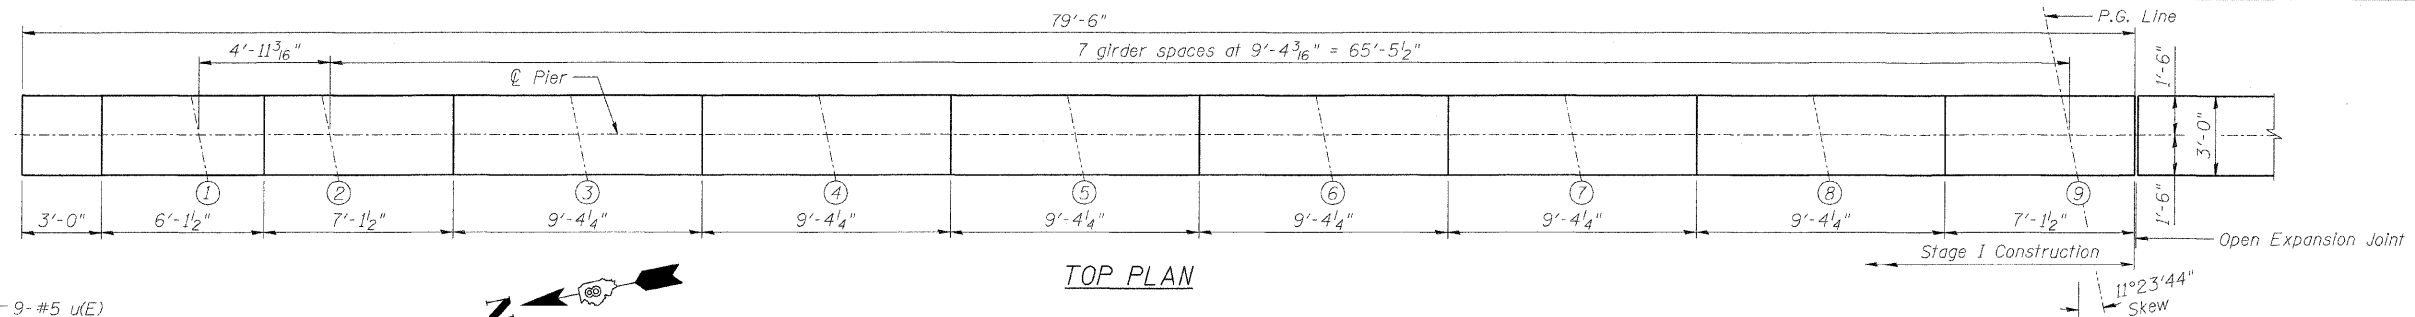 79'-6"
P.G. Line
4'-11 3/16"
7 girder spaces at 9'-4 3/16" = 65'-5 1/2"
℄ Pier
1'-6"
3'-0"
1'-6"
1 2 3 4 5 6 7 8 9
3'-0" 6'-1 1/2" 7'-1 1/2" 9'-4 1/4" 9'-4 1/4" 9'-4 1/4" 9'-4 1/4" 9'-4 1/4" 9'-4 1/4" 7'-1 1/2"
Open Expansion Joint
Stage I Construction
TOP PLAN
11°23'44"
Skew
N
9-#5 u(E)